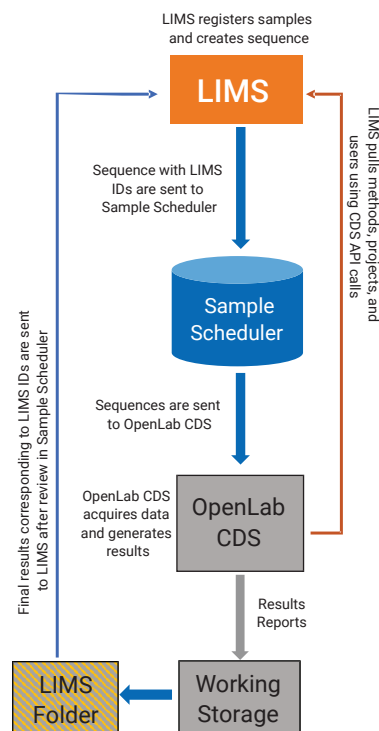 LIMS registers samples
and creates sequence
LIMS
Sequence with LIMS
IDs are sent to
Sample Scheduler
LIMS pulls methods, projects, and
users using CDS API calls
Sample
Scheduler
Sequences are sent
to OpenLab CDS
Final results corresponding to LIMS IDs are sent
to LIMS after review in Sample Scheduler
OpenLab CDS
acquires data
and generates
results
OpenLab
CDS
Results
Reports
LIMS
Folder
Working
Storage